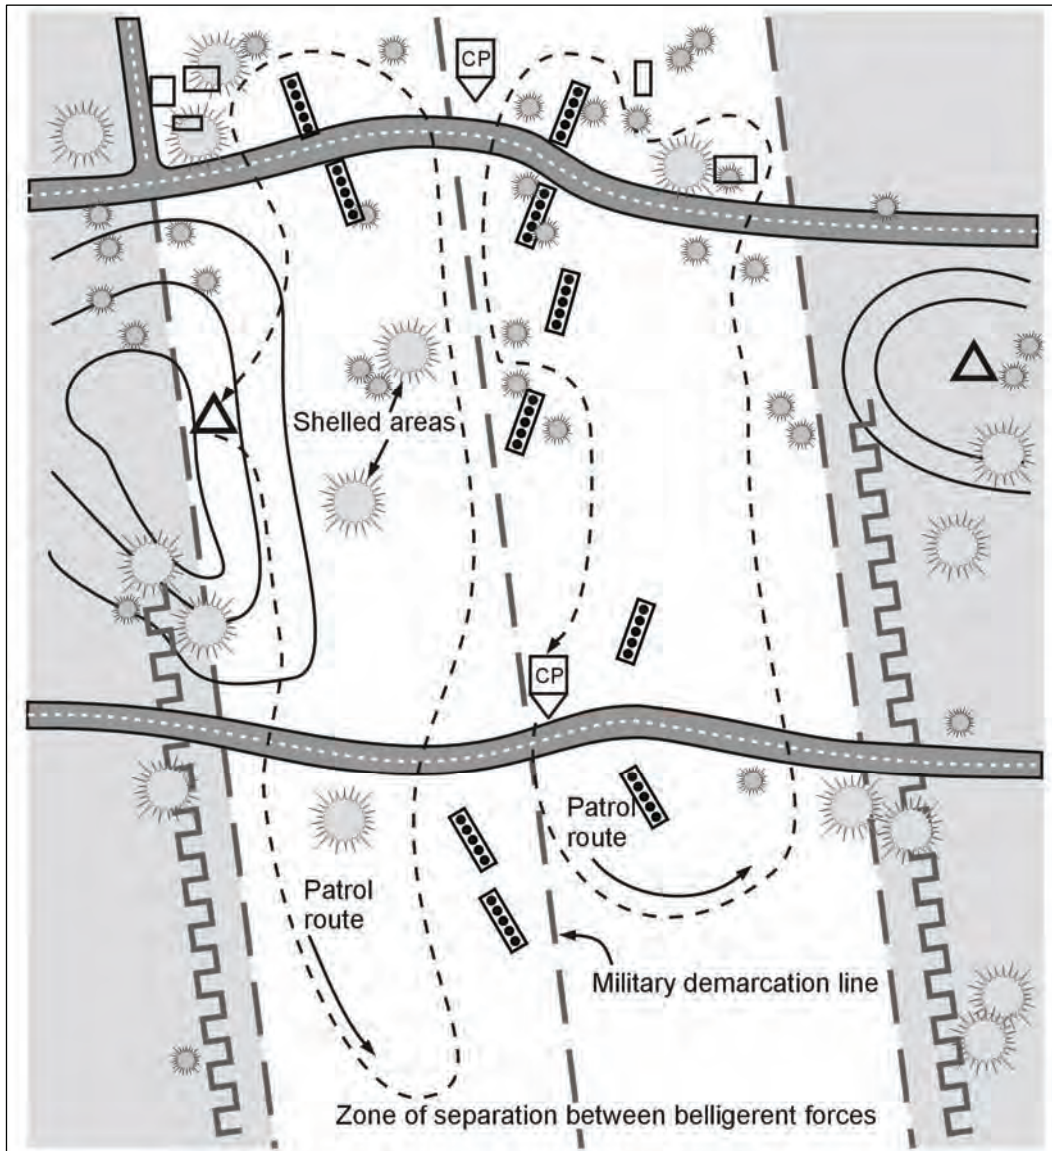 CP
Shelled areas
CP
Patrol
route
Patrol
route
Military demarcation line
Zone of separation between belligerent forces